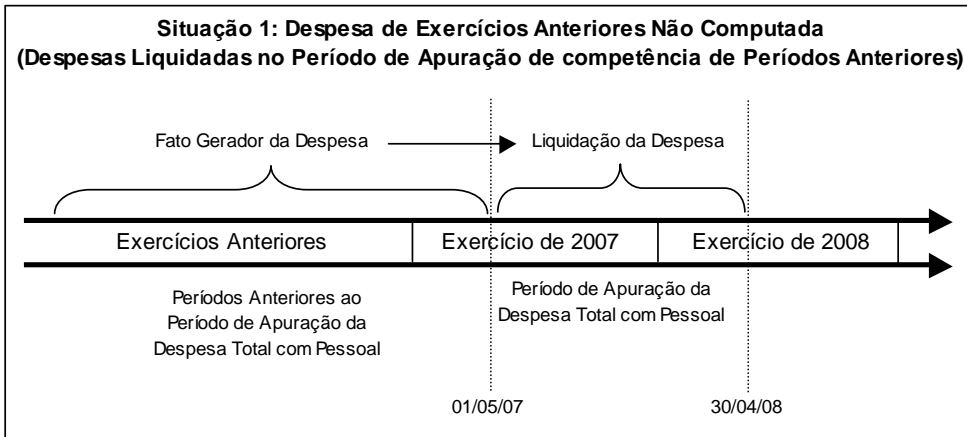 Situação 1: Despesa de Exercícios Anteriores Não Computada
(Despesas Liquidadas no Período de Apuração de competência de Períodos Anteriores)
Fato Gerador da Despesa
Liquidação da Despesa
Exercícios Anteriores
Exercício de 2007
Exercício de 2008
Períodos Anteriores ao
Período de Apuração da
Despesa Total com Pessoal
Período de Apuração da
Despesa Total com Pessoal
01/05/07
30/04/08